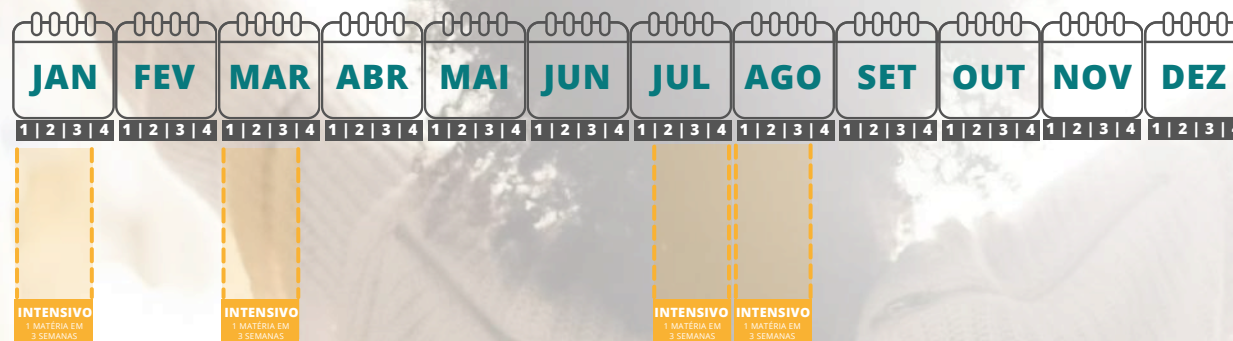 JAN FEV MAR ABR MAI JUN JUL AGO SET OUT NOV DEZ
1 | 2 | 3 | 4 1 | 2 | 3 | 4 1 | 2 | 3 | 4 1 | 2 | 3 | 4 1 | 2 | 3 | 4 1 | 2 | 3 | 4 1 | 2 | 3 | 4 1 | 2 | 3 | 4 1 | 2 | 3 | 4 1 | 2 | 3 | 4 1 | 2 | 3 | 4 1 | 2 | 3 | 4
INTENSIVO INTENSIVO INTENSIVO INTENSIVO
1 MATÉRIA EM 1 MATÉRIA EM 1 MATÉRIA EM 1 MATÉRIA EM
3 SEMANAS 3 SEMANAS 3 SEMANAS 3 SEMANAS